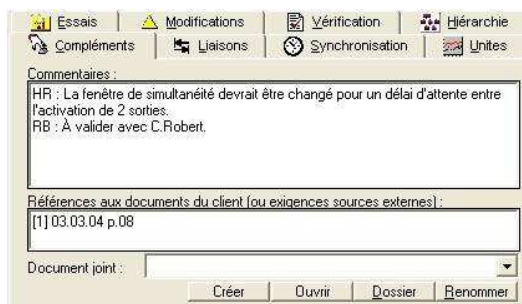 Essais
Modifications
Vérification
Hiérarchie
Compléments
Liaisons
Synchronisation
Unites
Commentaires :
HR : La fenêtre de simultanéité devrait être changé pour un délai d'attente entre
l'activation de 2 sorties.
RB : À valider avec C.Robert.
Références aux documents du client (ou exigences sources externes) :
[1] 03.03.04 p.08
Document joint :
Créer
Ouvrir
Dossier
Renommer